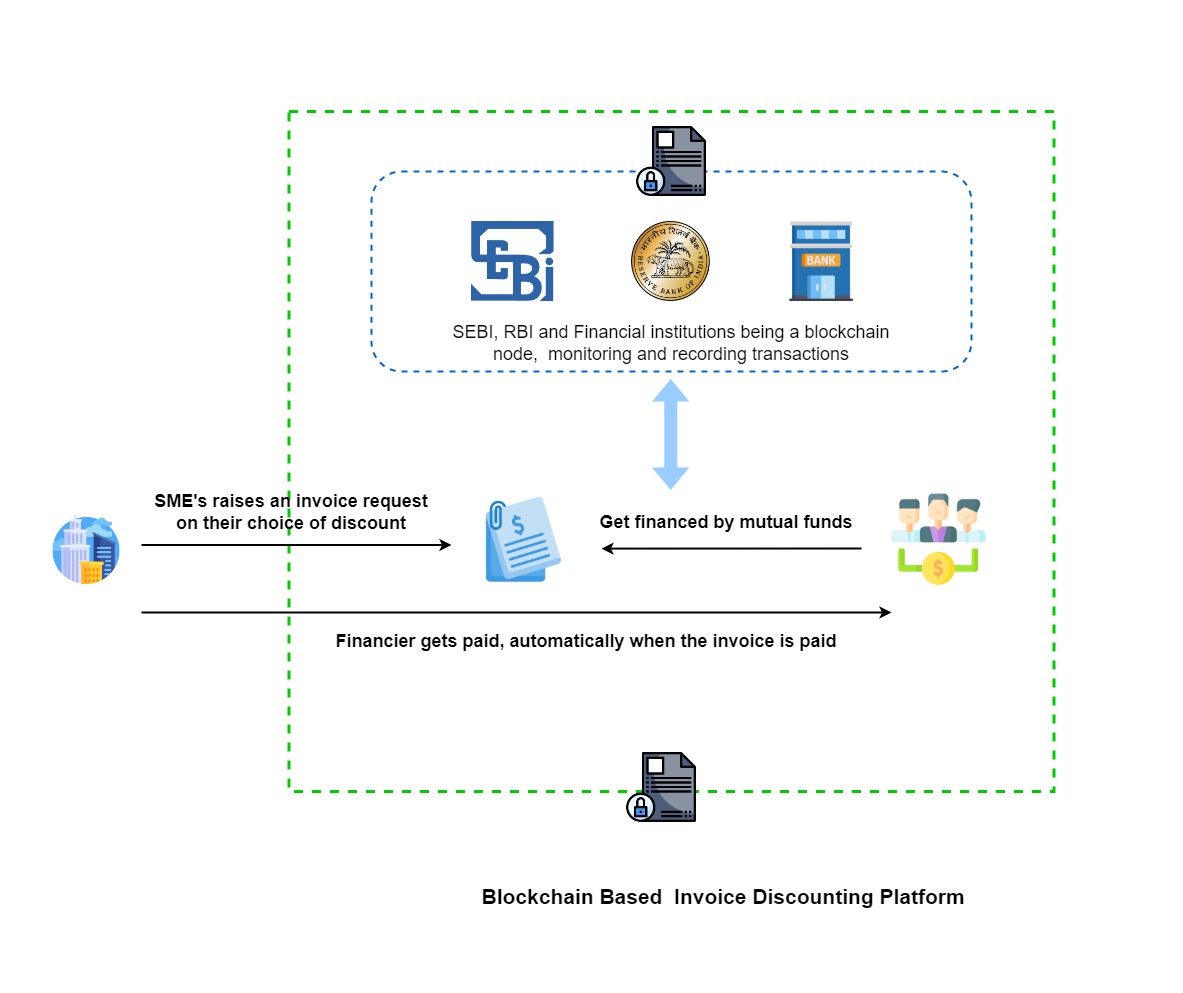 SEBi
भारतीय रिज़र्व बैंक
RESERVE BANK OF INDIA
BANK
SEBI, RBI and Financial institutions being a blockchain
node,  monitoring and recording transactions
SME's raises an invoice request
on their choice of discount
$
Get financed by mutual funds
$
Financier gets paid, automatically when the invoice is paid
Blockchain Based  Invoice Discounting Platform